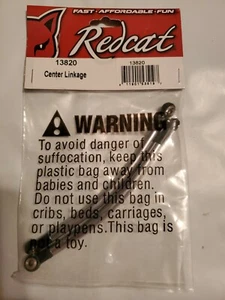 FAST · AFFORDABLE · FUN
Redcat
13820
13820
Center Linkage
WARNING
To avoid danger of
suffocation, keep this
plastic bag away from
babies and children.
Do not use this bag in
cribs, beds, carriages,
or playpens. This bag is
not a toy.